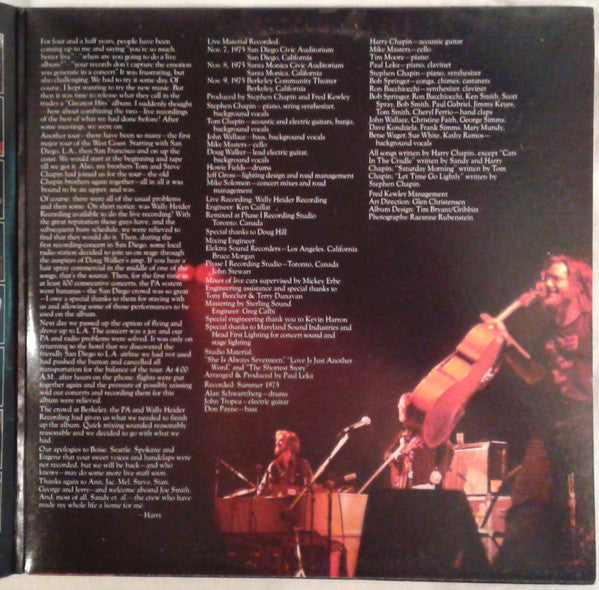 For four and a half years, people have been
coming up to me and saying "you're so much
better live"–"when are you going to do a live
album?"–"your records don't capture the emotion
you generate in a concert." It was frustrating, but
also challenging. We had to try it some day. Of
course, I kept wanting to try the new music. But
then it was time to release what they call in the
trades a "Greatest Hits" album. I suddenly thought
–how about combining the two–live recordings
of the best of what we had done before? After
some meetings, we were on.
Another tour–there have been so many–the first
major tour of the West Coast. Starting with
San Diego, L.A., then San Francisco and on up the
coast. We would start at the beginning and tape
till we got it. Also, my brothers Tom and Steve
Chapin had joined us for the tour–the old
Chapin brothers again together–all in all it was
bound to be an upper, and was.
Of course, there were all of the usual problems
and then some. On short notice, was Wally Heider
Recording available to do the live recording? With
the great reputation those guys have, and the
subsequent busy schedule, we were relieved to
find that they would do it. Then, during the
first recording-concert in San Diego, some local
radio station decided to join us on stage through
the auspices of Doug Walker's amp. If you hear a
hair spray commercial in the middle of one of the
songs, that's the source. Then, for the first time in
at least 100 consecutive concerts, the PA system
went bananas–the San Diego crowd was so great
–I owe a special thanks to them for staying with
us and allowing some of those performances to be
used on the album.
Next day we passed up the option of flying and
drove up to L.A. The concert was a joy and our
PA and radio problems were solved. It was only on
returning to the hotel that we discovered the
friendly San Diego to L.A. airline we had not used
had pushed the button and cancelled all
transportation for the balance of the tour. At 4:00
A.M., after hours on the phone, flights were put
together again and the pressure of possibly missing
sold out concerts and recording them for this
album were relieved.
The crowd at Berkeley, the PA and Wally Heider
Recording had given us what we needed to finish
up the album. Quick mixing sounded reasonably
reasonable and we decided to go with what we
had.
Our apologies to Boise, Seattle, Spokane and
Eugene that your sweet voices and handclaps were
not recorded, but we will be back–and who
knows–may do some more live stuff soon.
Thanks again to Ann, Jac, Mel, Steve, Stan,
George and Jerry–and welcome aboard Joe Smith.
And, most of all, Sandy et. al.–the crew who have
made my whole life a home for me.
–Harry
Live Material Recorded:
Nov. 7, 1975 San Diego Civic Auditorium
San Diego, California
Nov. 8, 1975 Santa Monica Civic Auditorium
Santa Monica, California
Nov. 9, 1975 Berkeley Community Theater
Berkeley, California
Produced by Stephen Chapin and Fred Kewley
Stephen Chapin–piano, string synthesizer,
background vocals
Tom Chapin–acoustic and electric guitars, banjo,
background vocals
John Wallace–bass, background vocals
Mike Masters–cello
Doug Walker–lead electric guitar,
background vocals
Howie Fields–drums
Jeff Gross–lighting design and road management
Mike Solomon–concert mixes and road
management
Live Recording: Wally Heider Recording
Engineer: Ken Caillat
Remixed at Phase I Recording Studio
Toronto, Canada
Special thanks to Doug Hill
Mixing Engineer:
Elektra Sound Recorders–Los Angeles, California
Bruce Morgan
Phase I Recording Studio–Toronto, Canada
John Stewart
Mixes of live cuts supervised by Mickey Erbe
Engineering assistance and special thanks to
Tony Beecher & Terry Dunavan
Mastering by Sterling Sound
Engineer: Greg Calbi
Special engineering thank you to Kevin Harron
Special thanks to Maryland Sound Industries and
Head First Lighting for concert sound and
stage lighting
Studio Material:
"She Is Always Seventeen," "Love Is Just Another
Word," and "The Shortest Story"
Arranged & Produced by Paul Leka
Recorded: Summer 1975
Alan Schwartzberg–drums
John Tropea–electric guitar
Don Payne–bass
Harry Chapin–acoustic guitar
Mike Masters–cello
Tim Moore–piano
Paul Leka–piano, clavinet
Stephen Chapin–piano, synthesizer
Bob Springer–conga, chimes, castanets
Ron Bacchiocchi–synthesizer, clavinet
Bob Springer, Ron Bacchiocchi, Ken Smith, Scott
Spray, Bob Smith, Paul Gabriel, Jimmy Keyes,
Tom Smith, Cheryl Ferrio–hand claps
John Wallace, Christine Faith, George Simms,
Dave Kondziela, Frank Simms, Mary Mundy,
Betsy Wager, Sue White, Kathy Ramos–
background vocals
All songs written by Harry Chapin, except "Cats
In The Cradle" written by Sandy and Harry
Chapin; "Saturday Morning" written by Tom
Chapin; "Let Time Go Lightly" written by
Stephen Chapin.
Fred Kewley Management
Art Direction: Glen Christensen
Album Design: Tim Bryant/Gribbitt
Photographs: Raeanne Rubenstein